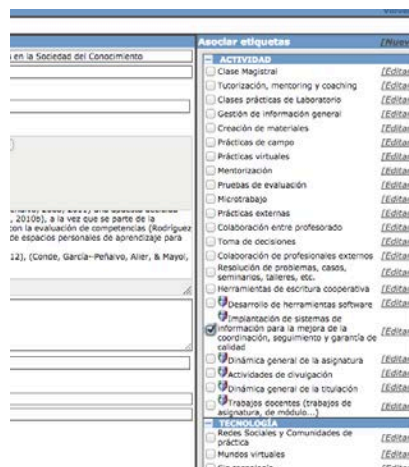 n en la Sociedad del Conocimiento
, 2010b), a la vez que se parte de la
con la evaluación de competencias (Rodríguez
de espacios personales de aprendizaje para
12), (Conde, García--Peñalvo, Alier, & Mayol,
Asociar etiquetas [Nuev
ACTIVIDAD
Clase Magistral [Editar
Tutorización, mentoring y coaching [Editar
Clases prácticas de Laboratorio [Editar
Gestión de información general [Editar
Creación de materiales [Editar
Prácticas de campo [Editar
Prácticas virtuales [Editar
Mentorización [Editar
Pruebas de evaluación [Editar
Microtrabajo [Editar
Prácticas externas [Editar
Colaboración entre profesorado [Editar
Toma de decisiones [Editar
Colaboración de profesionales externos [Editar
Resolución de problemas, casos,
seminarios, talleres, etc. [Editar
Herramientas de escritura cooperativa [Editar
Desarrollo de herramientas software [Editar
Implantación de sistemas de
información para la mejora de la
coordinación, seguimiento y garantía de
calidad [Editar
Dinámica general de la asignatura [Editar
Actividades de divulgación [Editar
Dinámica general de la titulación [Editar
Trabajos docentes (trabajos de
asignatura, de módulo...) [Editar
TECNOLOGÍA
Redes Sociales y Comunidades de
práctica [Editar
Mundos virtuales [Editar